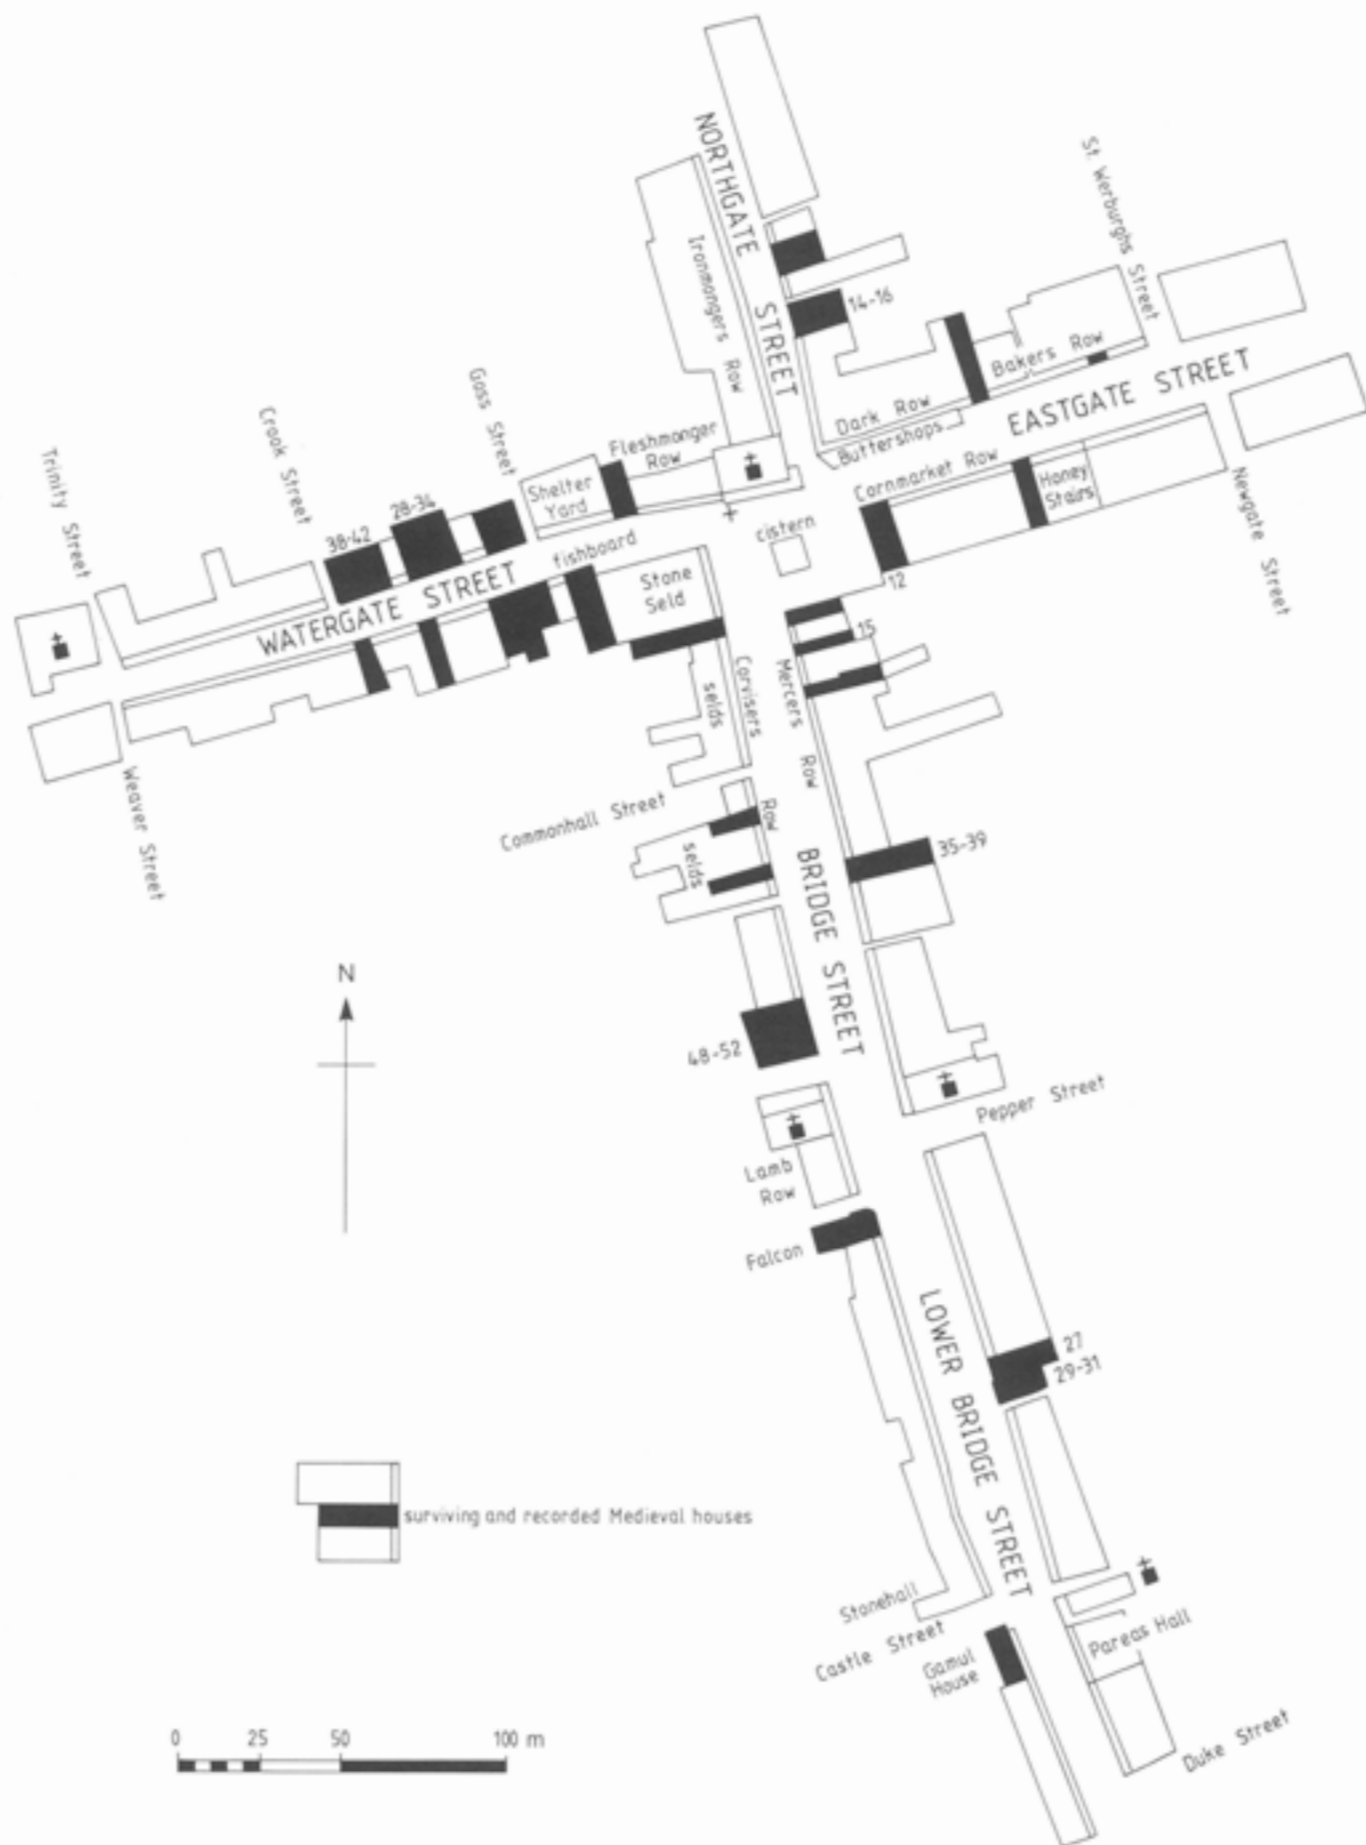 NORTHGATE STREET
St. Werburghs Street
Ironmongers Row
14-16
Bakers Row
Dark Row
Buttershops
EASTGATE STREET
Goss Street
Crook Street
Trinity Street
Fleshmonger
Row
Shelter
Yard
Cornmarket Row
Honey
Stairs
Newgate Street
28-34
38-42
fishboard
cistern
WATERGATE STREET
Stone
Seld
12
15
Corvisers Row
Mercers Row
selds
Weaver Street
Commonhall Street
selds
35-39
BRIDGE STREET
N
48-52
Pepper Street
Lamb
Row
Falcon
LOWER BRIDGE STREET
27
29-31
surviving and recorded Medieval houses
Stonehall
Castle Street
Gamul
House
Pareas Hall
Duke Street
0 25 50 100 m